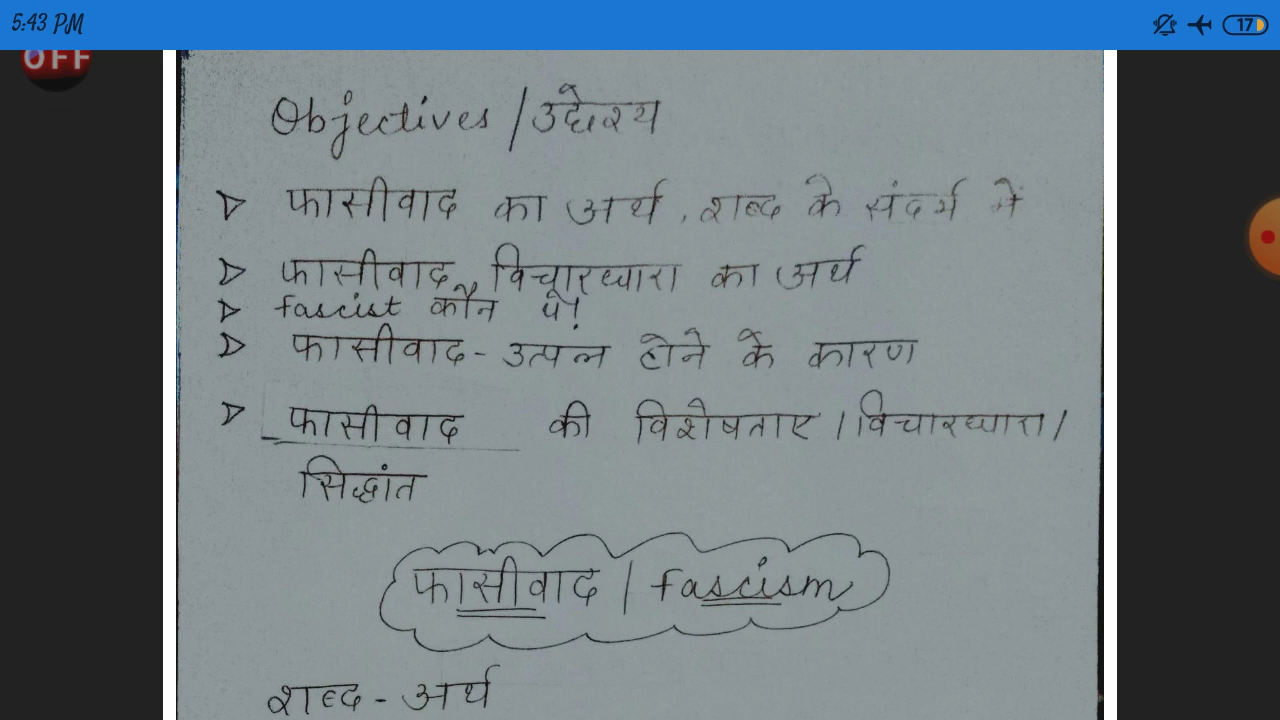 5:43 PM
17
OFF
Objectives / उद्देश्य
फासीवाद का अर्थ, शब्द के संदर्भ में
फासीवाद, विचारधारा का अर्थ
fascist कौन थे!
फासीवाद - उत्पन्न होने के कारण
फासीवाद की विशेषताए / विचारधारा /
सिद्धांत
फासीवाद / fascism
शब्द - अर्थ